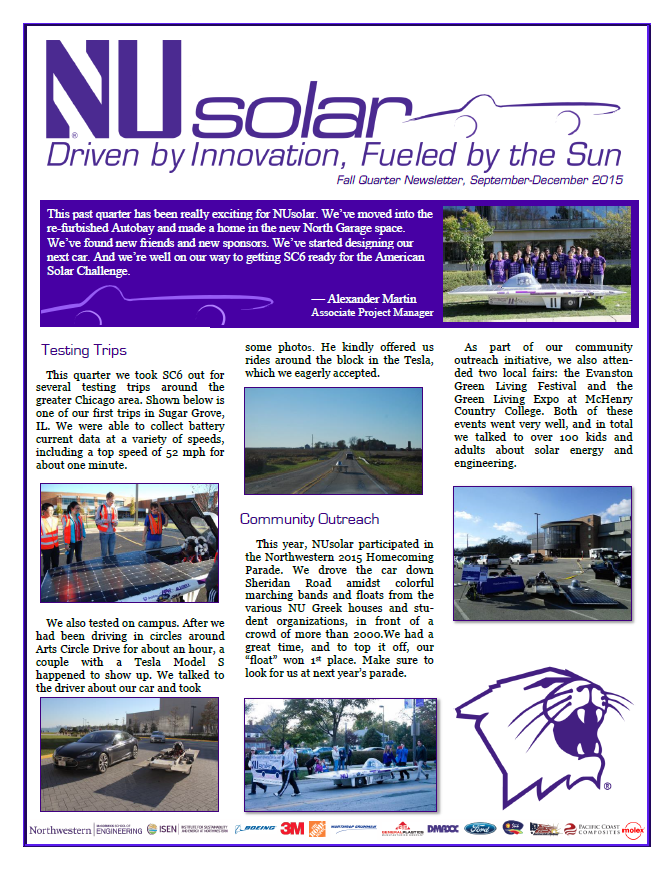 NUsolar
Driven by Innovation, Fueled by the Sun
Fall Quarter Newsletter, September-December 2015
This past quarter has been really exciting for NUsolar. We've moved into the
re-furbished Autobay and made a home in the new North Garage space.
We've found new friends and new sponsors. We've started designing our
next car. And we're well on our way to getting SC6 ready for the American
Solar Challenge.
— Alexander Martin
Associate Project Manager
Testing Trips
This quarter we took SC6 out for
several testing trips around the
greater Chicago area. Shown below is
one of our first trips in Sugar Grove,
IL. We were able to collect battery
current data at a variety of speeds,
including a top speed of 52 mph for
about one minute.
We also tested on campus. After we
had been driving in circles around
Arts Circle Drive for about an hour, a
couple with a Tesla Model S
happened to show up. We talked to
the driver about our car and took
some photos. He kindly offered us
rides around the block in the Tesla,
which we eagerly accepted.
Community Outreach
This year, NUsolar participated in
the Northwestern 2015 Homecoming
Parade. We drove the car down
Sheridan Road amidst colorful
marching bands and floats from the
various NU Greek houses and stu-
dent organizations, in front of a
crowd of more than 2000.We had a
great time, and to top it off, our
"float" won 1st place. Make sure to
look for us at next year's parade.
NU
solar
As part of our community
outreach initiative, we also atten-
ded two local fairs: the Evanston
Green Living Festival and the
Green Living Expo at McHenry
Country College. Both of these
events went very well, and in total
we talked to over 100 kids and
adults about solar energy and
engineering.
®
Northwestern | ENGINEERING ISEN BOEING 3M NORTHROP GRUMMAN GENERAL PLASTICS DMAXX Ford PACIFIC COAST COMPOSITES molex